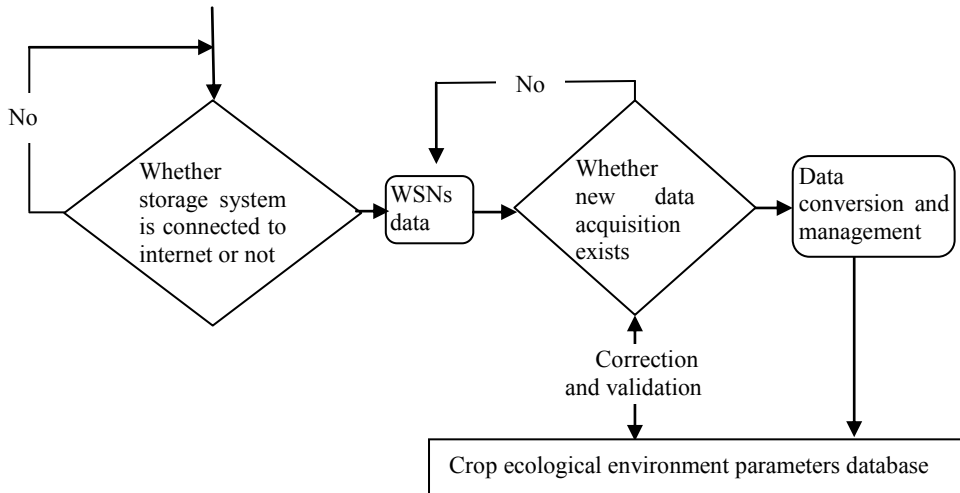 No
Whether
storage system
is connected to
internet or not
WSNs
data
No
Whether
new data
acquisition
exists
Data
conversion and
management
Correction
and validation
Crop ecological environment parameters database